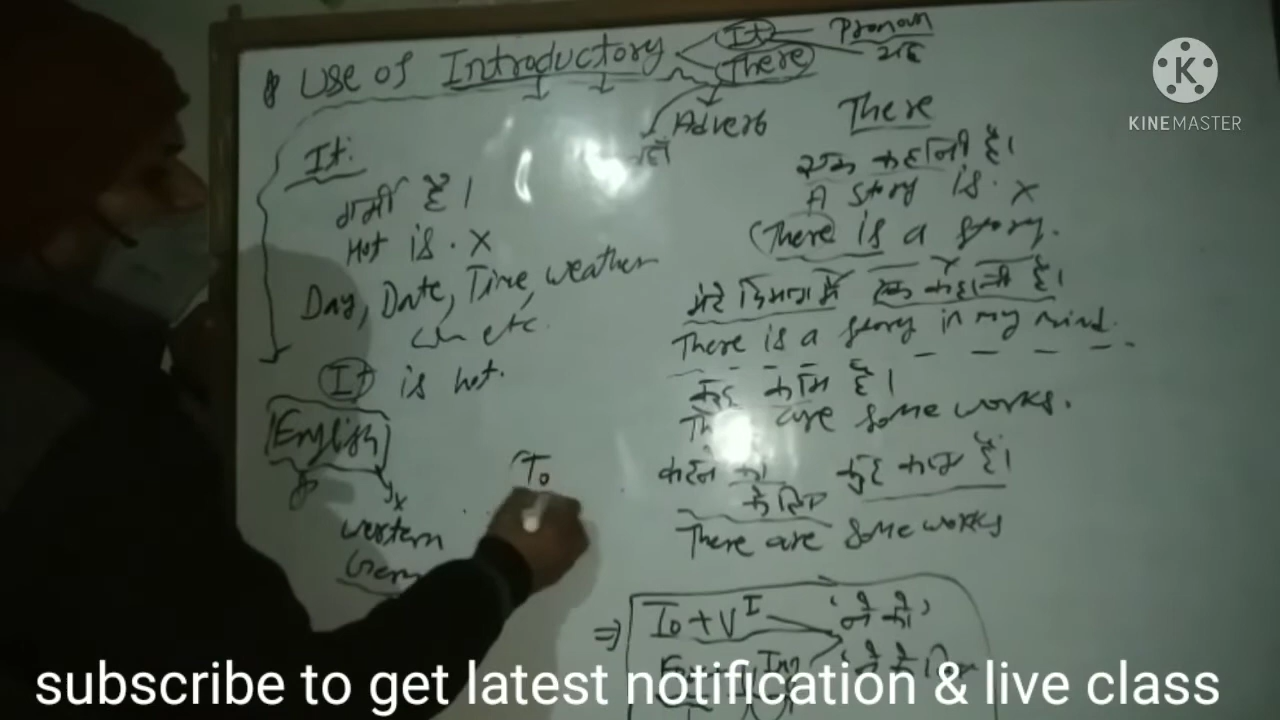 Use of Introductory It Pronoun
There यह
Adverb
It:
गर्मी है।
Hot is. x
Day, Date, Time, weather
etc.
It is hot.
English
western
There
एक कहानी है।
A story is. x
There is a story.
मेरे दिमाग में एक कहानी है।
There is a story in my mind.
कुछ काम है।
are some works.
करने को कुछ काम है।
के लिए
There are some works
To
⇒ To + V I
KINEMASTER
subscribe to get latest notification & live class